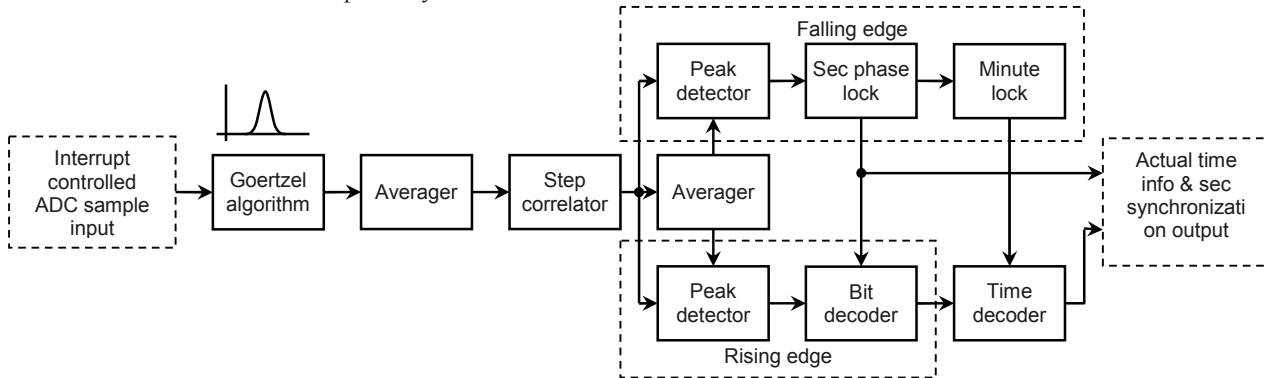 Falling edge
Peak
detector
Sec phase
lock
Minute
lock
Interrupt
controlled
ADC sample
input
Goertzel
algorithm
Averager
Step
correlator
Averager
Actual time
info & sec
synchronizati
on output
Peak
detector
Bit
decoder
Time
decoder
Rising edge